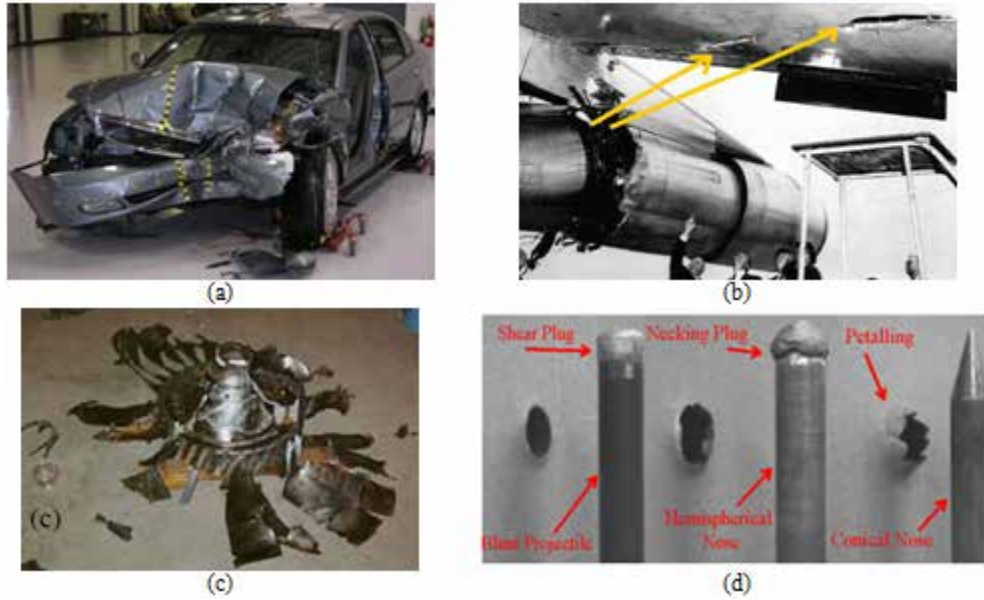 (a)
(b)
(c)
(c)
Shear Plug
Necking Plug
Petalling
Blunt Projectile
Hemispherical
Nose
Conical Nose
(d)